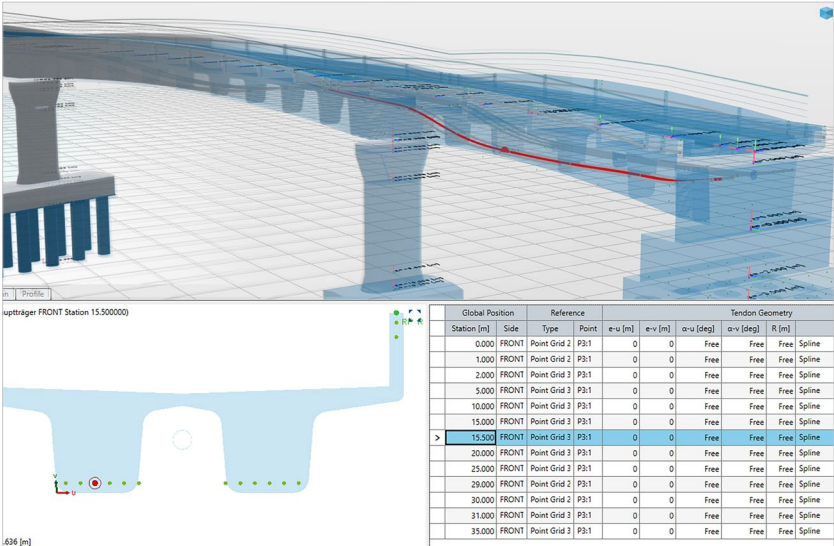 n Profile
uptträger FRONT Station 15.500000)
R R
v
u
.636 [m]
Global Position Reference Tendon Geometry
Station [m] Side Type Point e-u [m] e-v [m] α-u [deg] α-v [deg] R [m]
0.000 FRONT Point Grid 2 P3:1 0 0 Free Free Free Spline
1.000 FRONT Point Grid 2 P3:1 0 0 Free Free Free Spline
2.000 FRONT Point Grid 3 P3:1 0 0 Free Free Free Spline
5.000 FRONT Point Grid 3 P3:1 0 0 Free Free Free Spline
10.000 FRONT Point Grid 3 P3:1 0 0 Free Free Free Spline
15.000 FRONT Point Grid 3 P3:1 0 0 Free Free Free Spline
> 15.500 FRONT Point Grid 3 P3:1 0 0 Free Free Free Spline
20.000 FRONT Point Grid 3 P3:1 0 0 Free Free Free Spline
25.000 FRONT Point Grid 3 P3:1 0 0 Free Free Free Spline
29.000 FRONT Point Grid 2 P3:1 0 0 Free Free Free Spline
30.000 FRONT Point Grid 2 P3:1 0 0 Free Free Free Spline
31.000 FRONT Point Grid 3 P3:1 0 0 Free Free Free Spline
35.000 FRONT Point Grid 3 P3:1 0 0 Free Free Free Spline